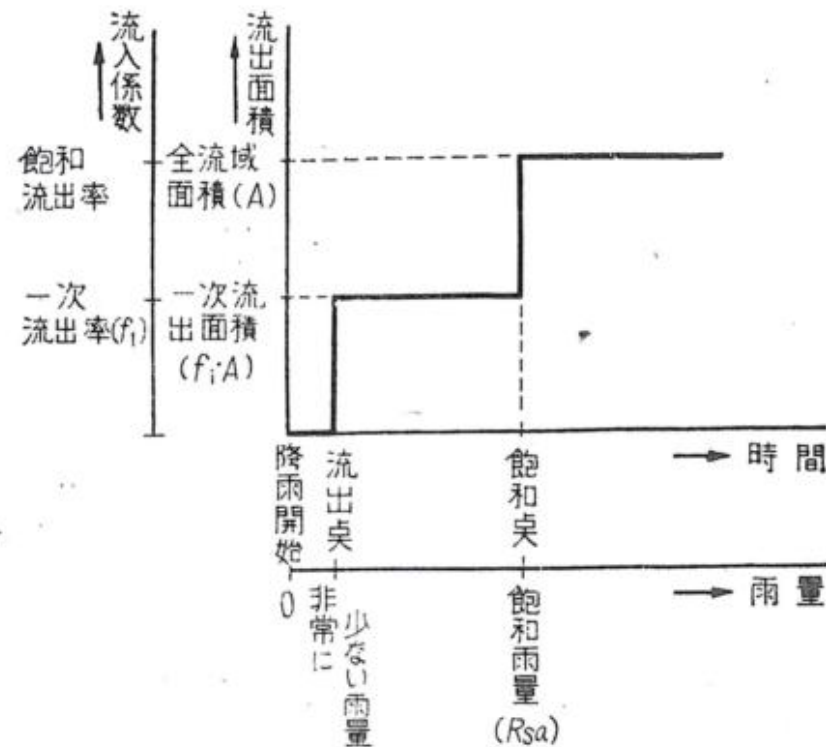 流入係数
流出面積
飽和
流出率
全流域
面積(A)
一次
流出率(f₁)
一次流
出面積
(f₁·A)
降雨開始
流出点
飽和点
時間
0
非常に
少ない雨量
飽和雨量
(Rsa)
雨量